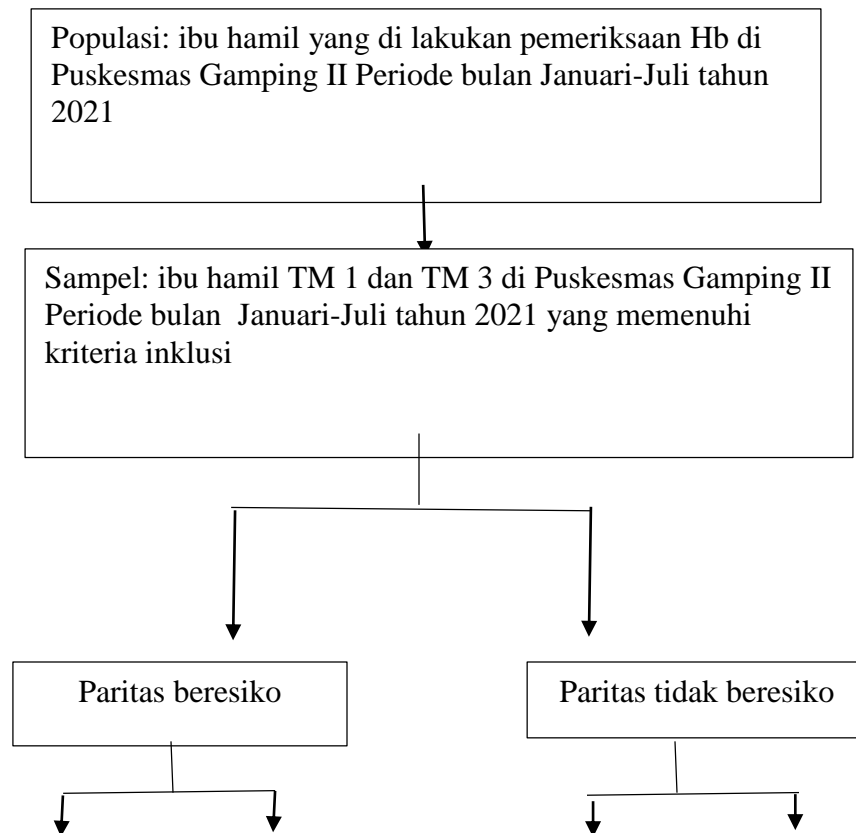 Populasi: ibu hamil yang di lakukan pemeriksaan Hb di
Puskesmas Gamping II Periode bulan Januari-Juli tahun
2021
Sampel: ibu hamil TM 1 dan TM 3 di Puskesmas Gamping II
Periode bulan  Januari-Juli tahun 2021 yang memenuhi
kriteria inklusi
Paritas beresiko
Paritas tidak beresiko